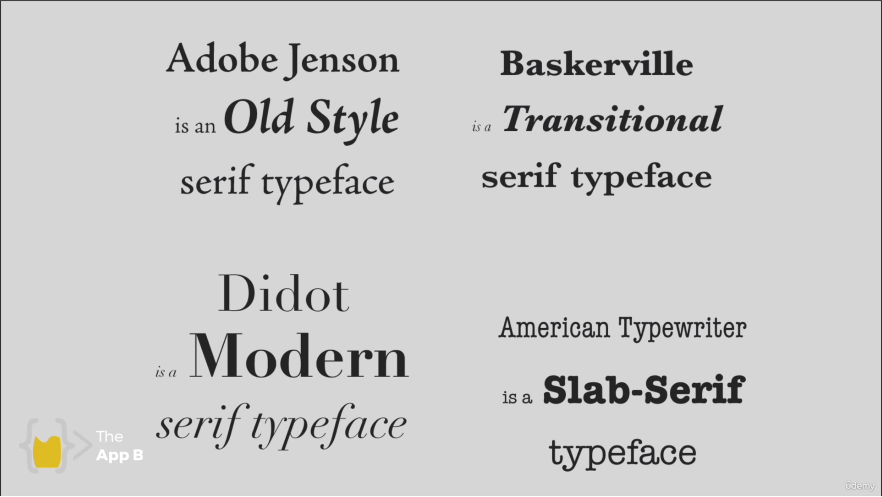 Adobe Jenson
is an Old Style
serif typeface
Baskerville
is a Transitional
serif typeface
Didot
is a Modern
serif typeface
American Typewriter
is a Slab-Serif
typeface
The
App B
Udemy